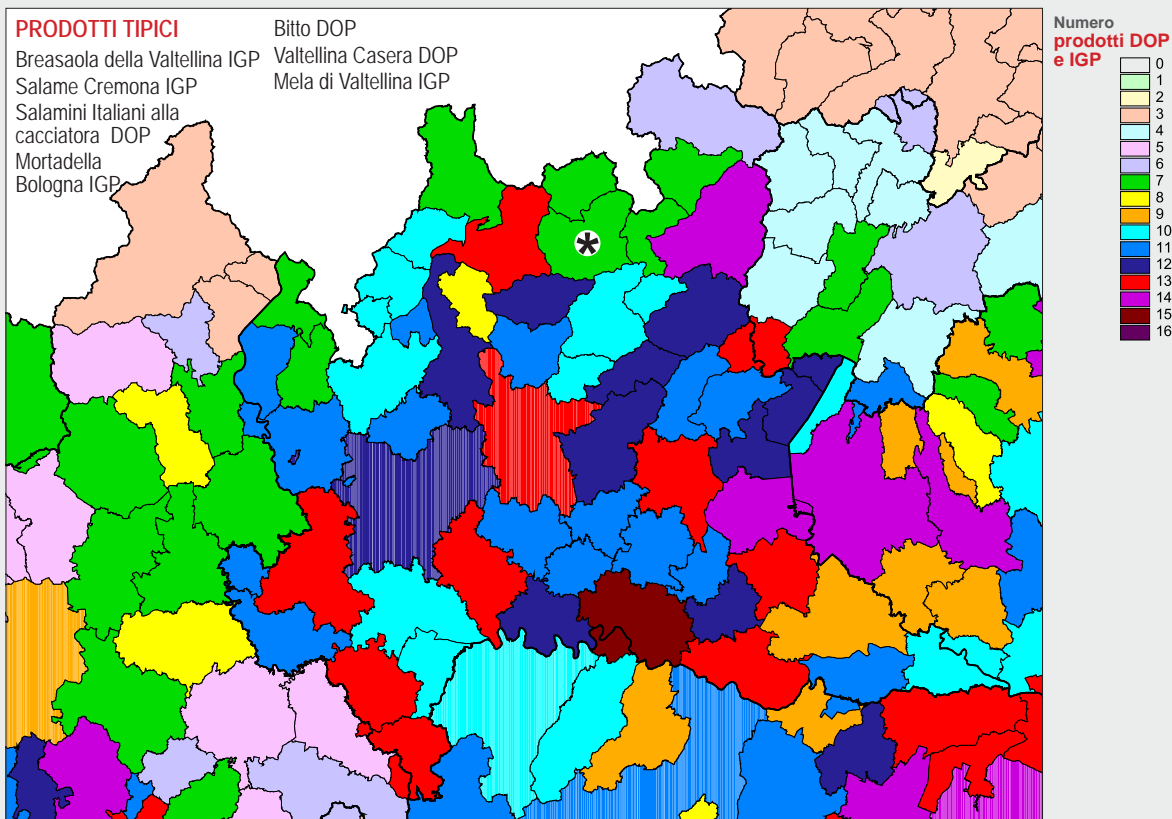 PRODOTTI TIPICI
Breasaola della Valtellina IGP
Salame Cremona IGP
Salamini Italiani alla
cacciatora DOP
Mortadella
Bologna IGP
Bitto DOP
Valtellina Casera DOP
Mela di Valtellina IGP
*
Numero
prodotti DOP
e IGP
0
1
2
3
4
5
6
7
8
9
10
11
12
13
14
15
16